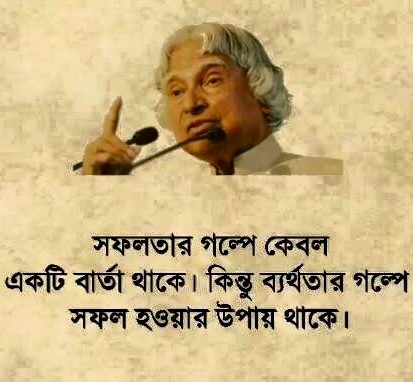 সফলতার গল্পে কেবল
একটি বার্তা থাকে। কিন্তু ব্যর্থতার গল্পে
সফল হওয়ার উপায় থাকে।